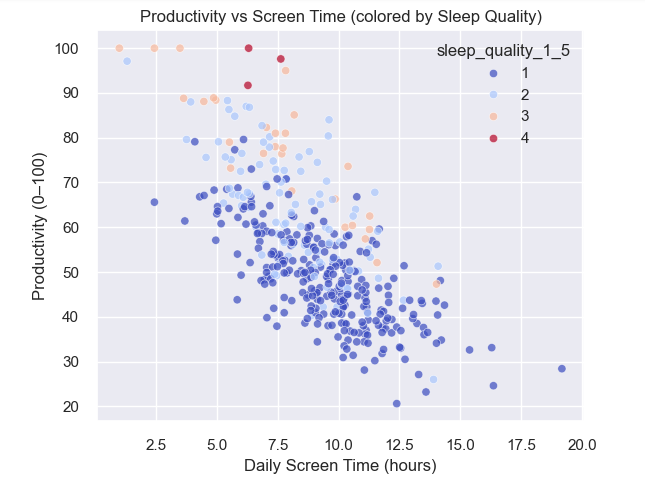 Productivity vs Screen Time (colored by Sleep Quality)
sleep_quality_1_5
1
2
3
4
100
90
80
70
60
50
40
30
20
Productivity (0–100)
2.5 5.0 7.5 10.0 12.5 15.0 17.5 20.0
Daily Screen Time (hours)